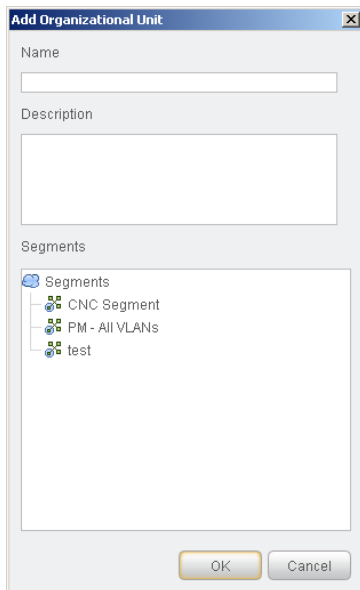 Add Organizational Unit
Name
Description
Segments
Segments
CNC Segment
PM - All VLANs
test
OK Cancel